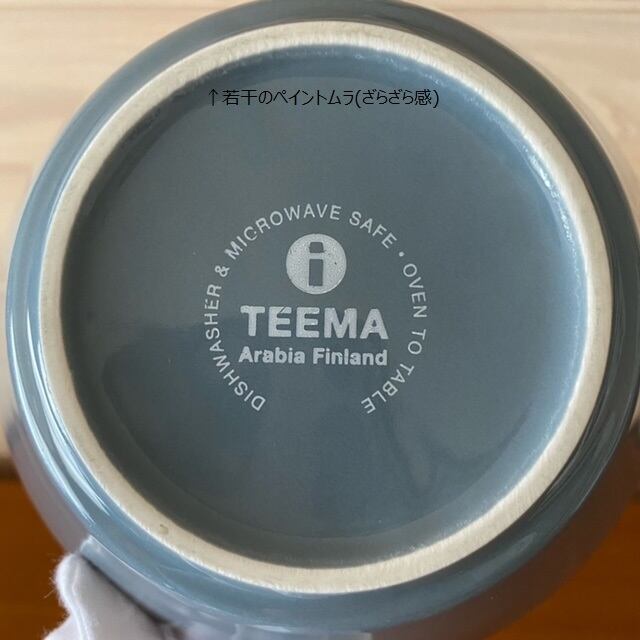 ↑若干のペイントムラ(ざらざら感)
DISHWASHER & MICROWAVE SAFE • OVEN TO TABLE
i
TEEMA
Arabia Finland